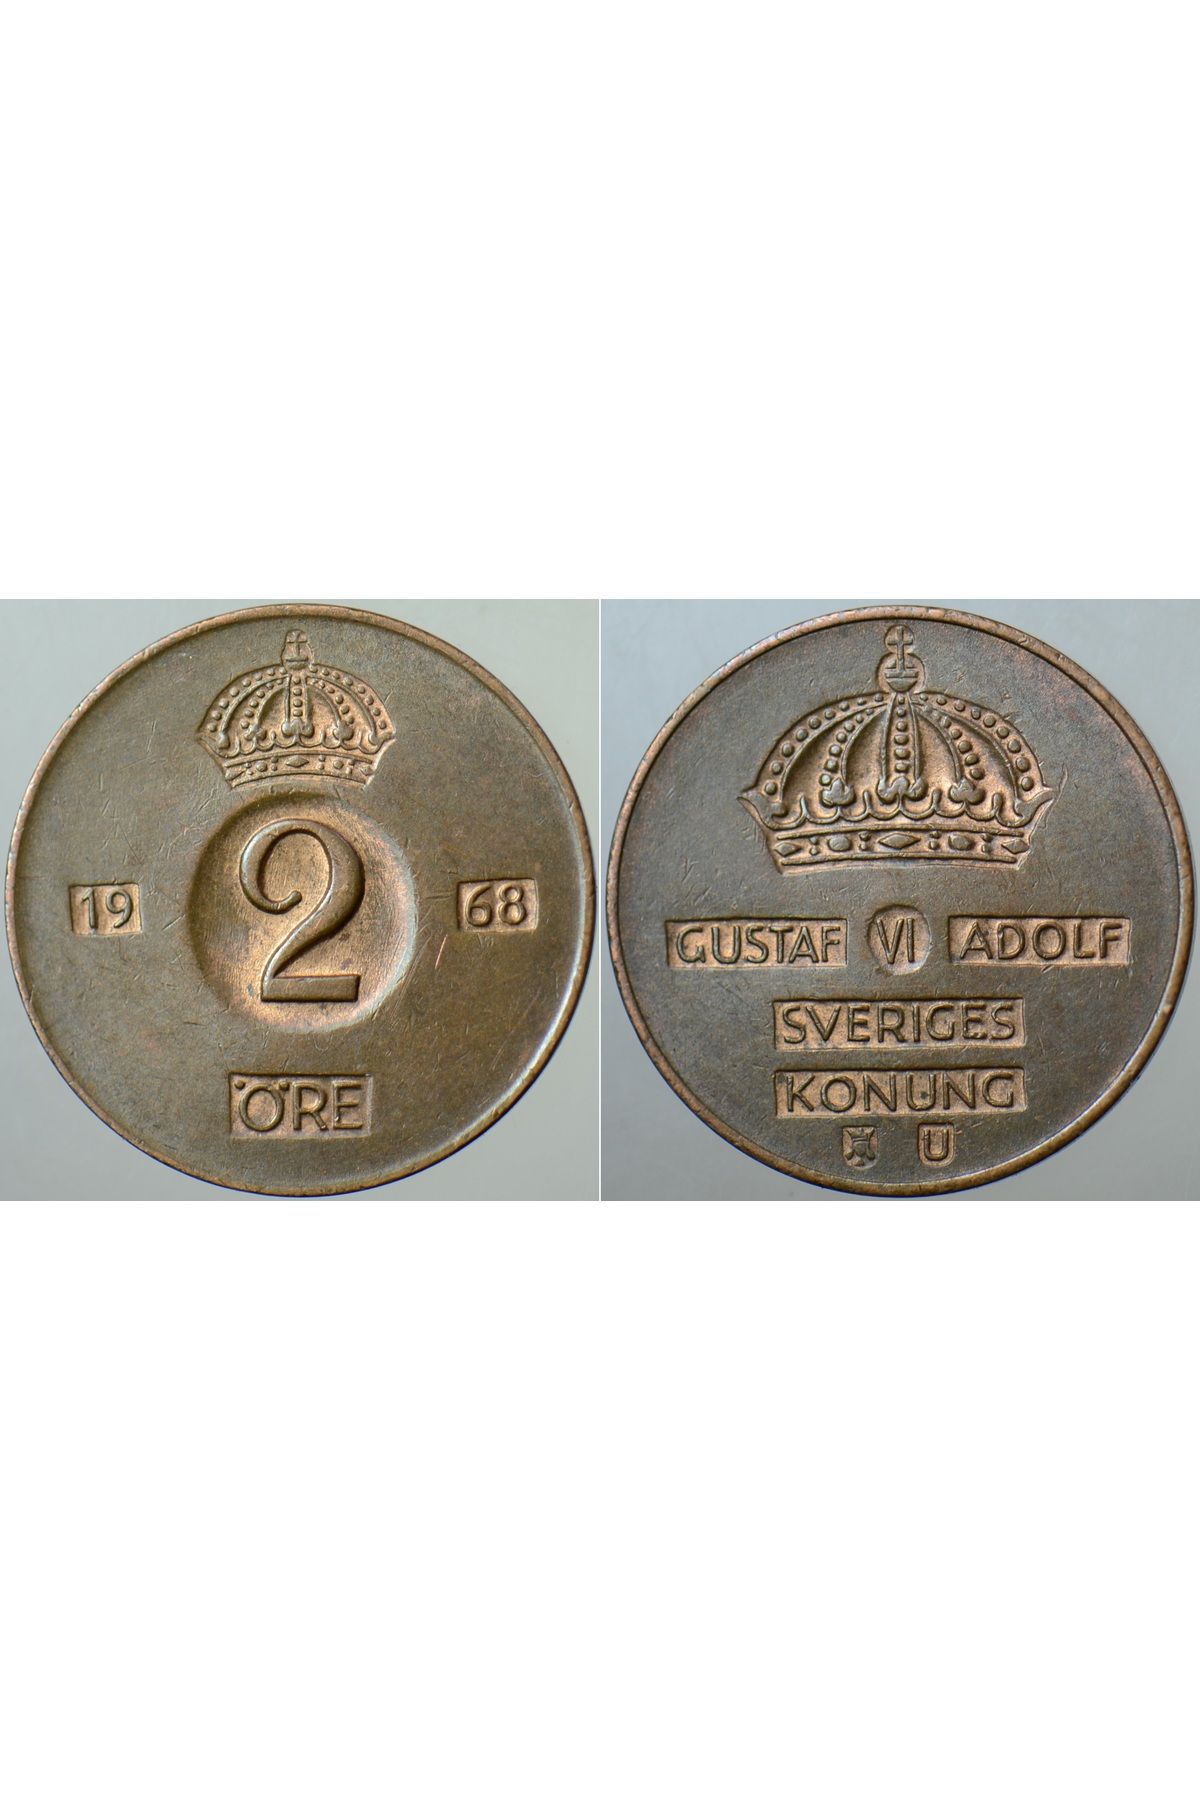 19 2 68
ÖRE
GUSTAF VI ADOLF
SVERIGES
KONUNG
U